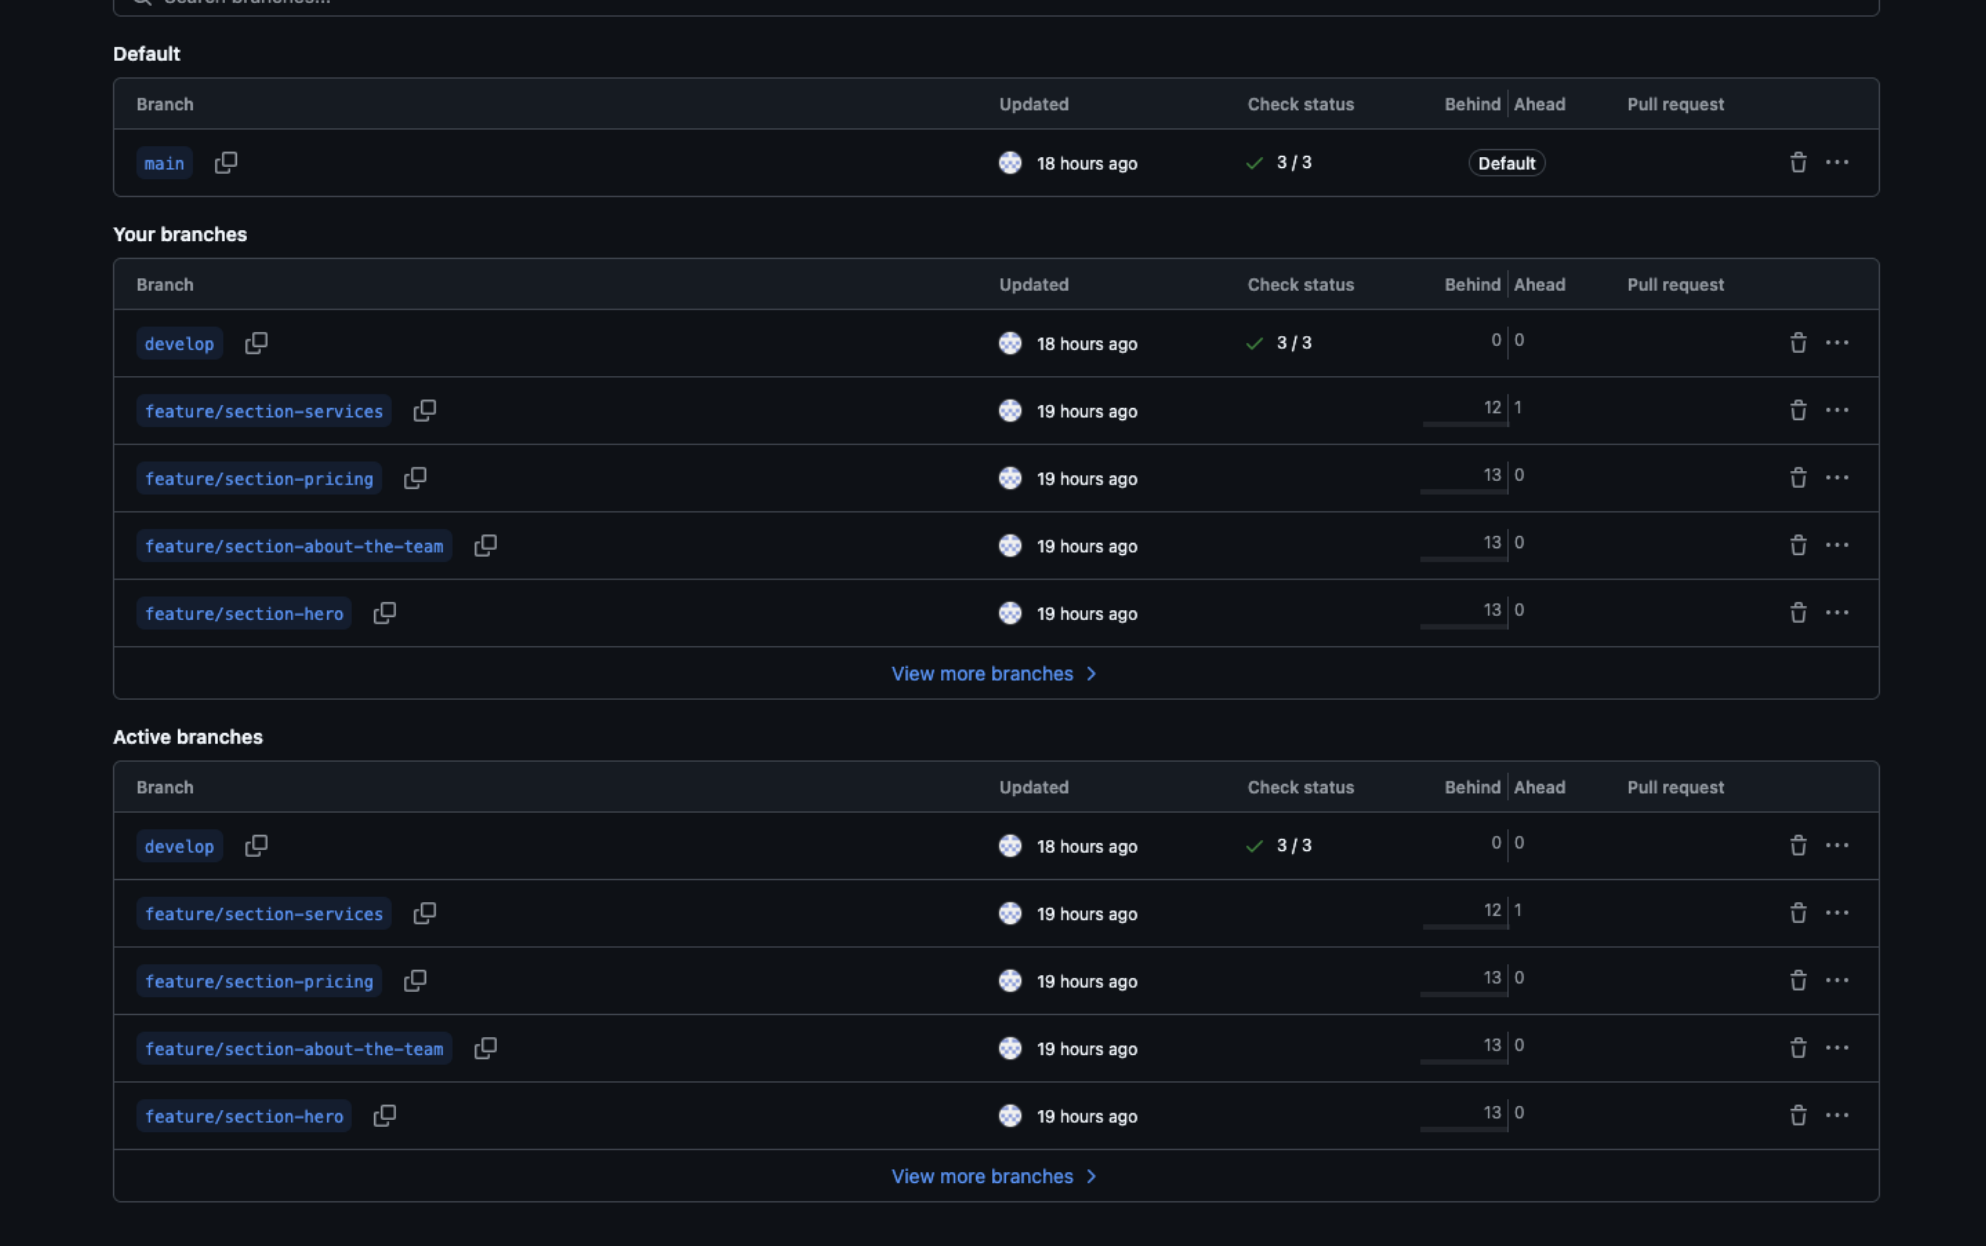 Search branches...
Default
Branch Updated Check status Behind Ahead Pull request
main 18 hours ago 3 / 3 Default
Your branches
Branch Updated Check status Behind Ahead Pull request
develop 18 hours ago 3 / 3 0 0
feature/section-services 19 hours ago 12 1
feature/section-pricing 19 hours ago 13 0
feature/section-about-the-team 19 hours ago 13 0
feature/section-hero 19 hours ago 13 0
View more branches
Active branches
Branch Updated Check status Behind Ahead Pull request
develop 18 hours ago 3 / 3 0 0
feature/section-services 19 hours ago 12 1
feature/section-pricing 19 hours ago 13 0
feature/section-about-the-team 19 hours ago 13 0
feature/section-hero 19 hours ago 13 0
View more branches